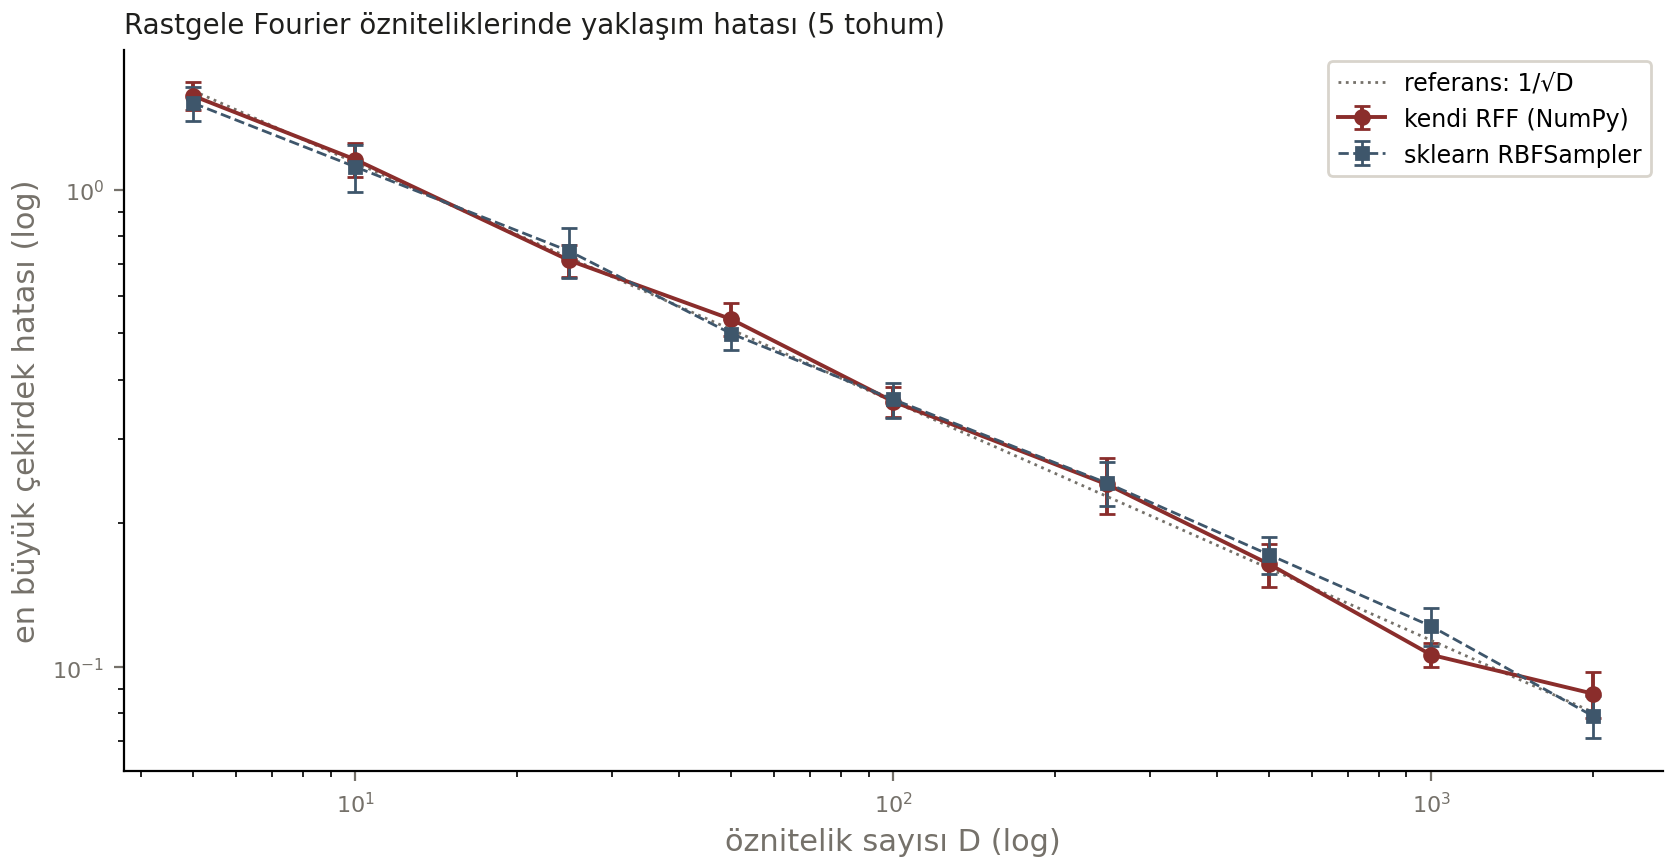 Rastgele Fourier özniteliklerinde yaklaşım hatası (5 tohum)
referans: 1/√D
kendi RFF (NumPy)
sklearn RBFSampler
en büyük çekirdek hatası (log)
10⁰
10⁻¹
10¹
10²
10³
öznitelik sayısı D (log)